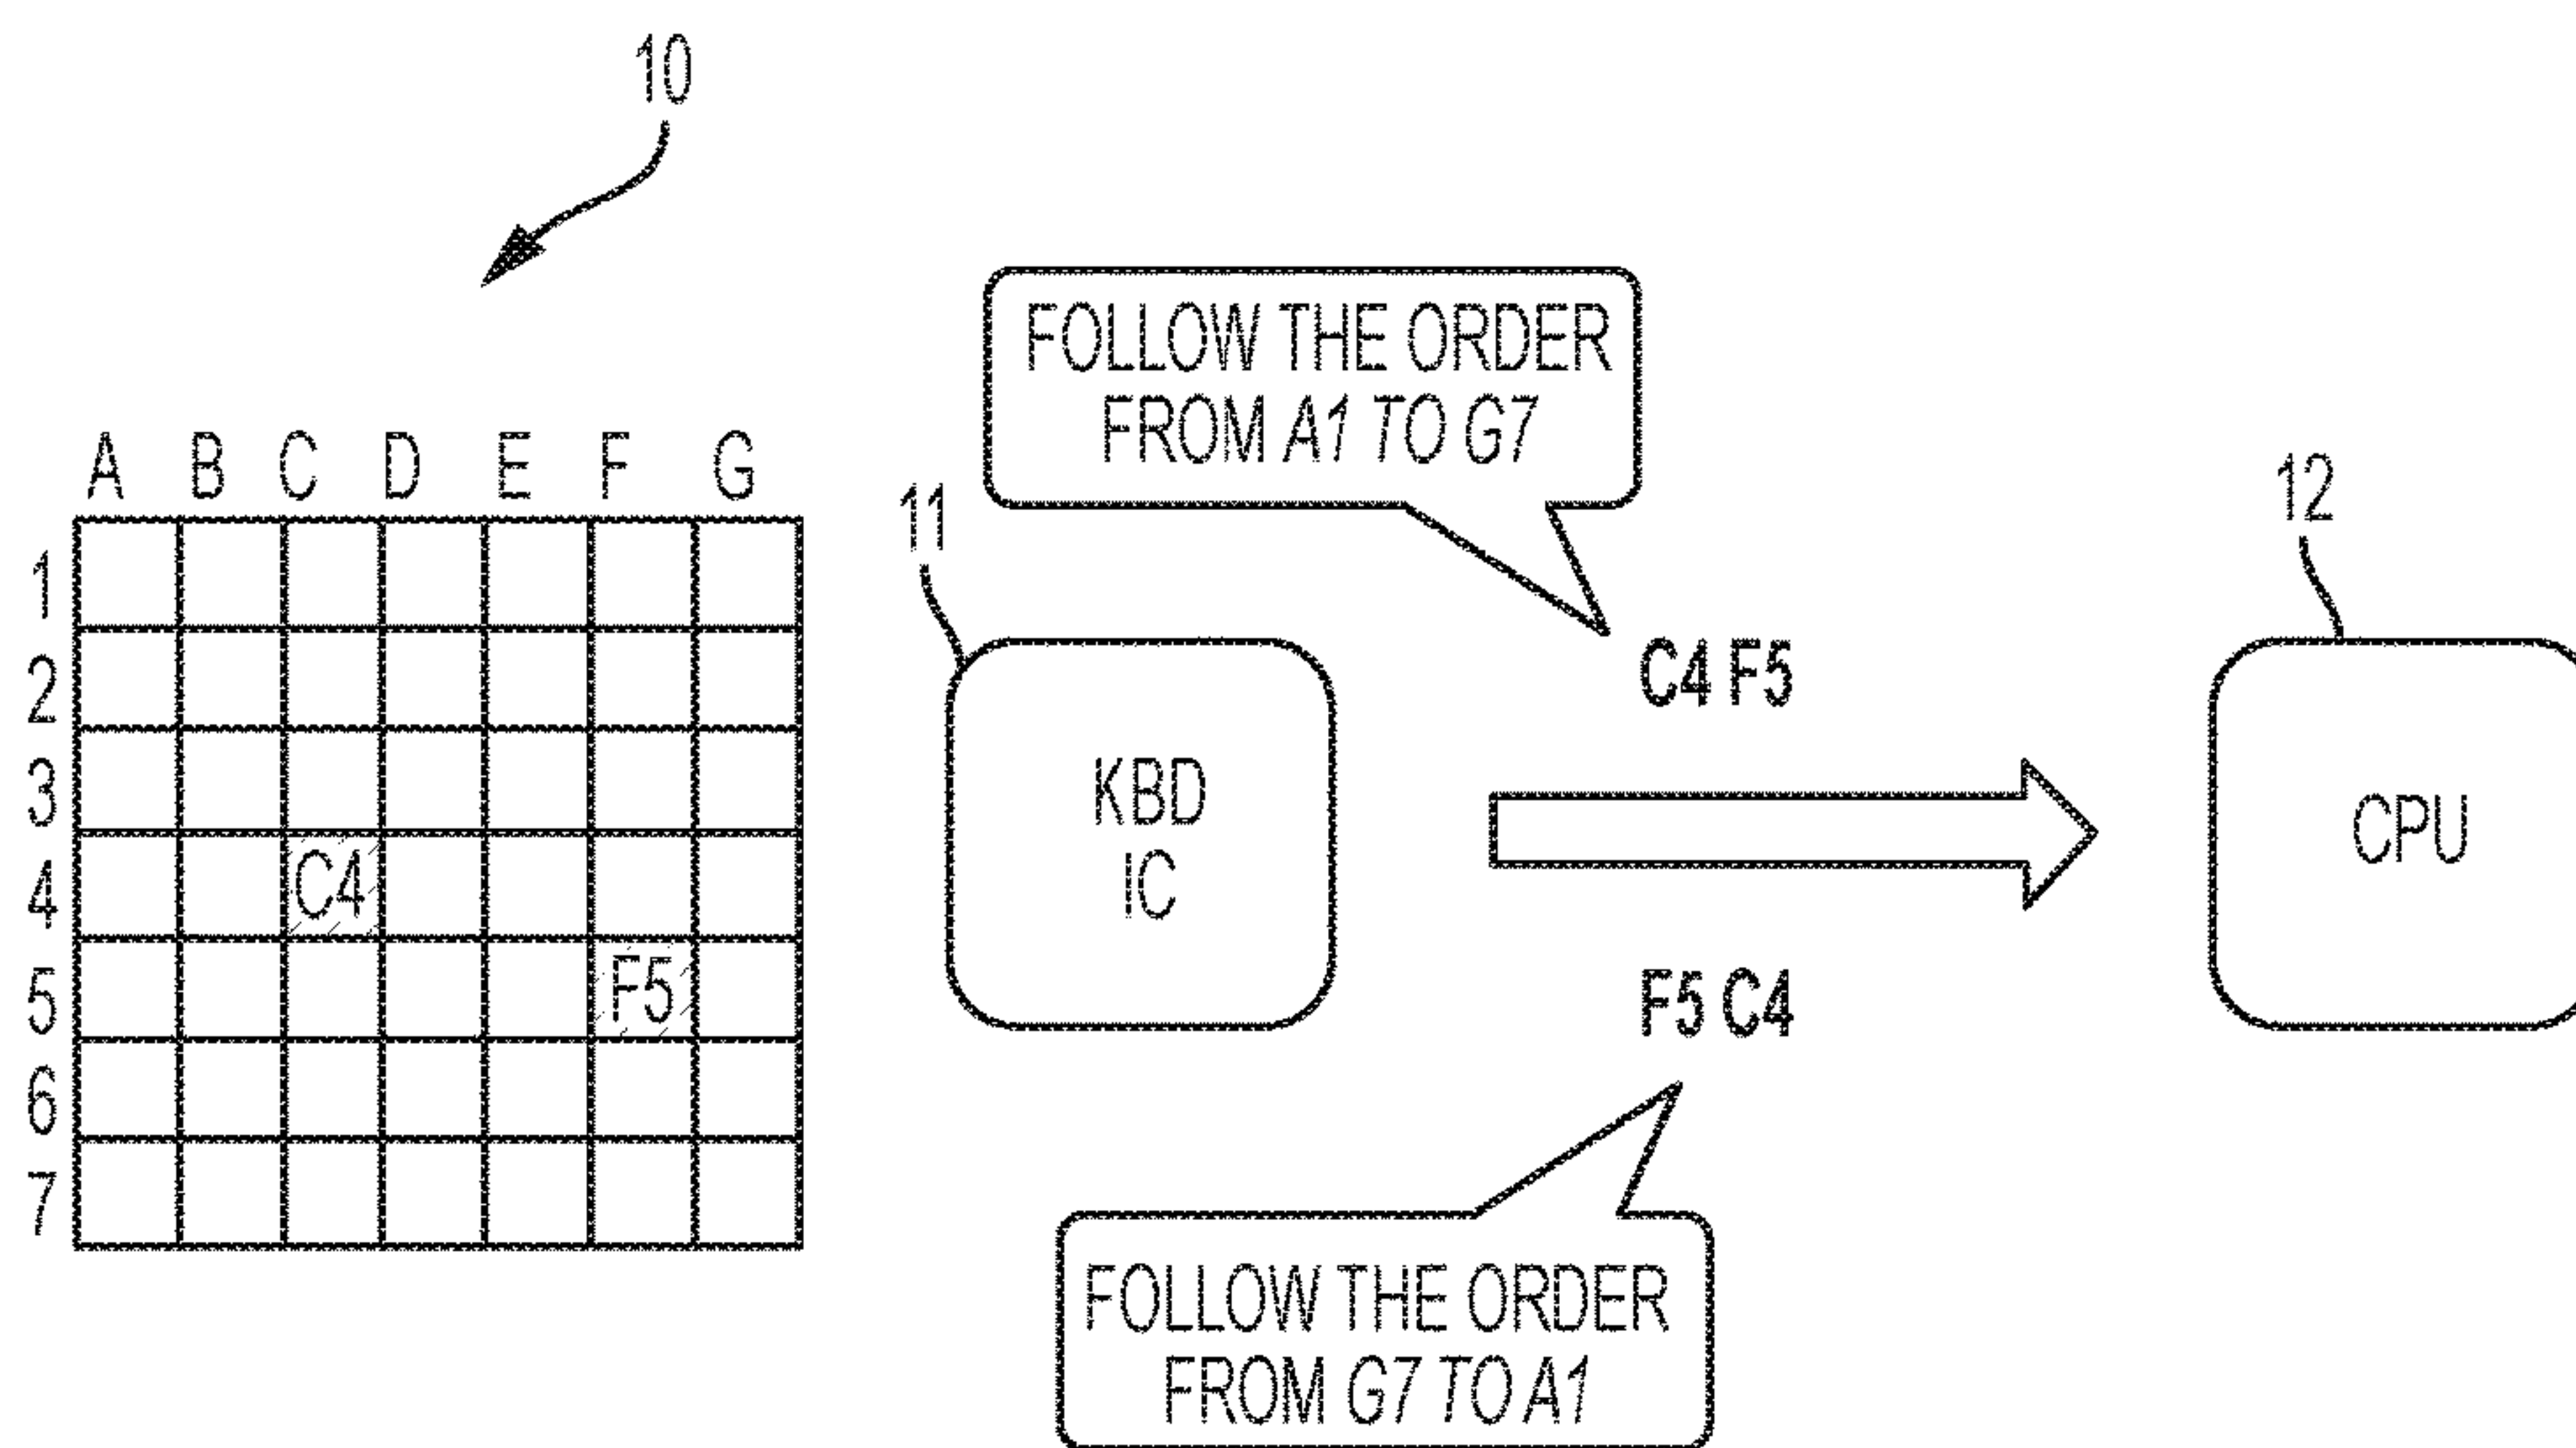 10
FOLLOW THE ORDER
FROM A1 TO G7
A B C D E F G
11
12
1
2
3
4
5
6
7
C4
F5
KBD
IC
C4 F5
F5 C4
CPU
FOLLOW THE ORDER
FROM G7 TO A1